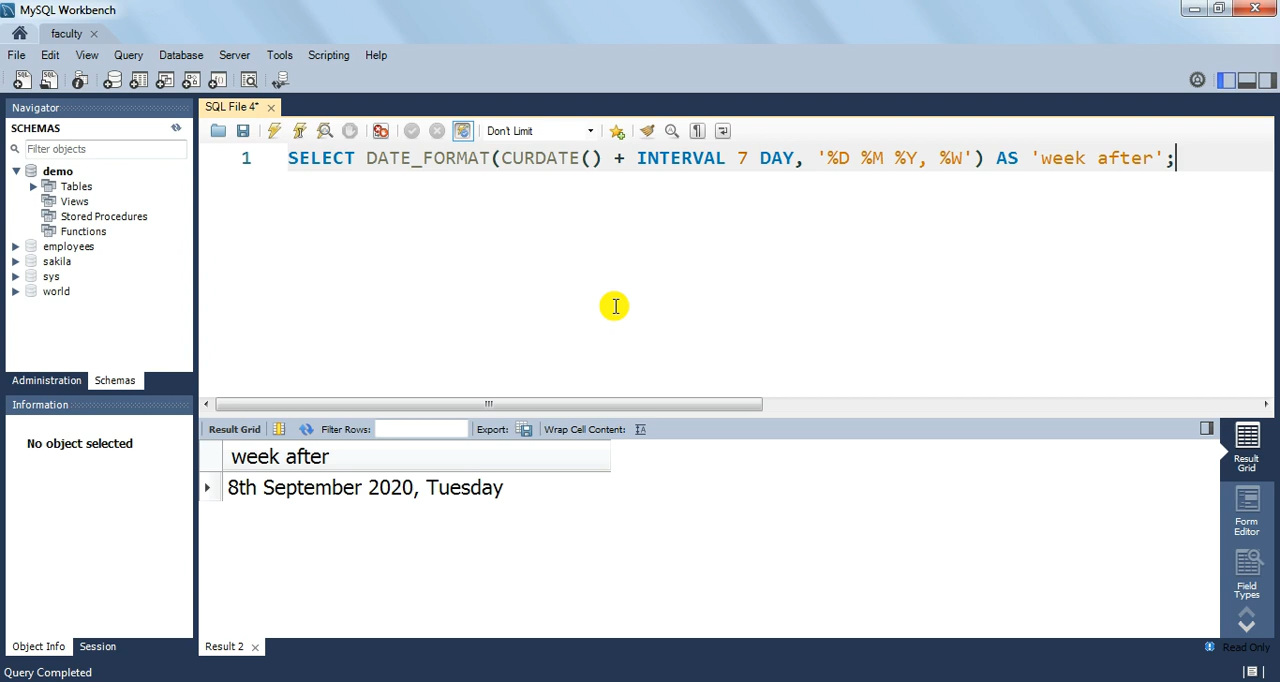 MySQL Workbench
faculty
File Edit View Query Database Server Tools Scripting Help
Navigator
SCHEMAS
Filter objects
demo
Tables
Views
Stored Procedures
Functions
employees
sakila
sys
world
Administration Schemas
Information
No object selected
Object Info Session
SQL File 4*
Don't Limit
1 SELECT DATE_FORMAT(CURDATE() + INTERVAL 7 DAY, '%D %M %Y, %W') AS 'week after';
Result Grid Filter Rows: Export: Wrap Cell Content:
week after
8th September 2020, Tuesday
Result
Grid
Form
Editor
Field
Types
Result 2
Read Only
Query Completed